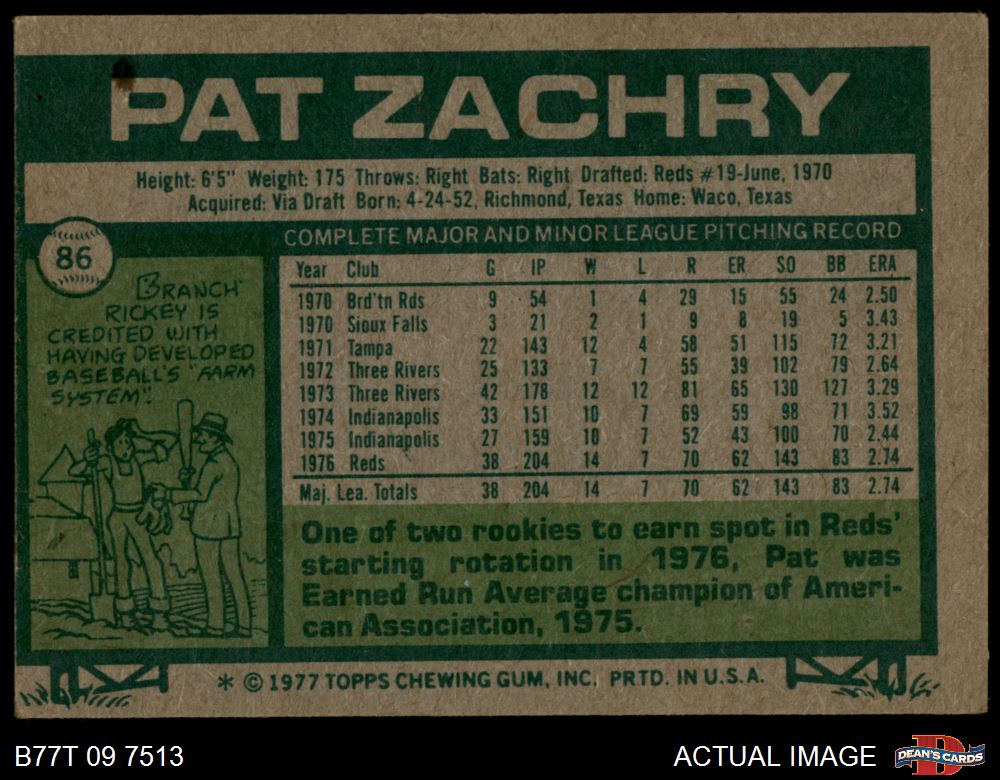 PAT ZACHRY
Height: 6'5" Weight: 175 Throws: Right Bats: Right Drafted: Reds #19-June, 1970
Acquired: Via Draft Born: 4-24-52, Richmond, Texas Home: Waco, Texas
86
BRANCH
RICKEY IS
CREDITED WITH
HAVING DEVELOPED
BASEBALL'S "FARM
SYSTEM".
COMPLETE MAJOR AND MINOR LEAGUE PITCHING RECORD
Year Club G IP W L R ER SO BB ERA
1970 Brd'tn Rds 9 54 1 4 29 15 55 24 2.50
1970 Sioux Falls 3 21 2 1 9 8 19 5 3.43
1971 Tampa 22 143 12 4 58 51 115 72 3.21
1972 Three Rivers 25 133 7 7 55 39 102 79 2.64
1973 Three Rivers 42 178 12 12 81 65 130 127 3.29
1974 Indianapolis 33 151 10 7 69 59 98 71 3.52
1975 Indianapolis 27 159 10 7 52 43 100 70 2.44
1976 Reds 38 204 14 7 70 62 143 83 2.74
Maj. Lea. Totals 38 204 14 7 70 62 143 83 2.74
One of two rookies to earn spot in Reds'
starting rotation in 1976, Pat was
Earned Run Average champion of Ameri-
can Association, 1975.
* © 1977 TOPPS CHEWING GUM, INC. PRTD. IN U.S.A.
B77T 09 7513
ACTUAL IMAGE
DEAN'S CARDS